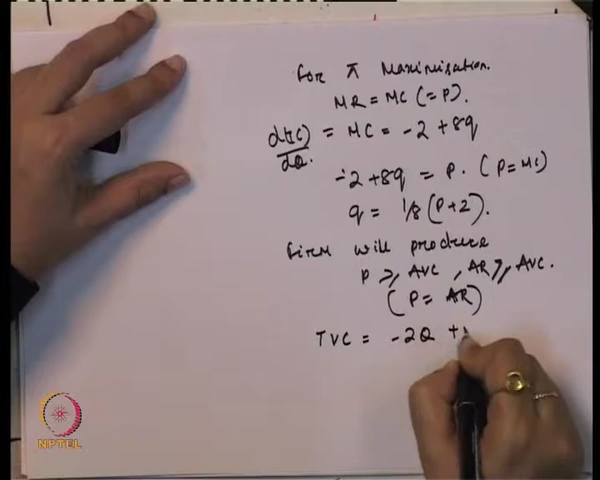 for π Maximisation.
MR = MC (= P).
d(TC)/dQ. = MC = -2 + 8q
-2 + 8q = P. (P = MC)
q = 1/8 (P + 2).
firm will produce
P ≥ AVC , AR ≥ AVC.
(P = AR)
TVC = -2Q +
NPTEL